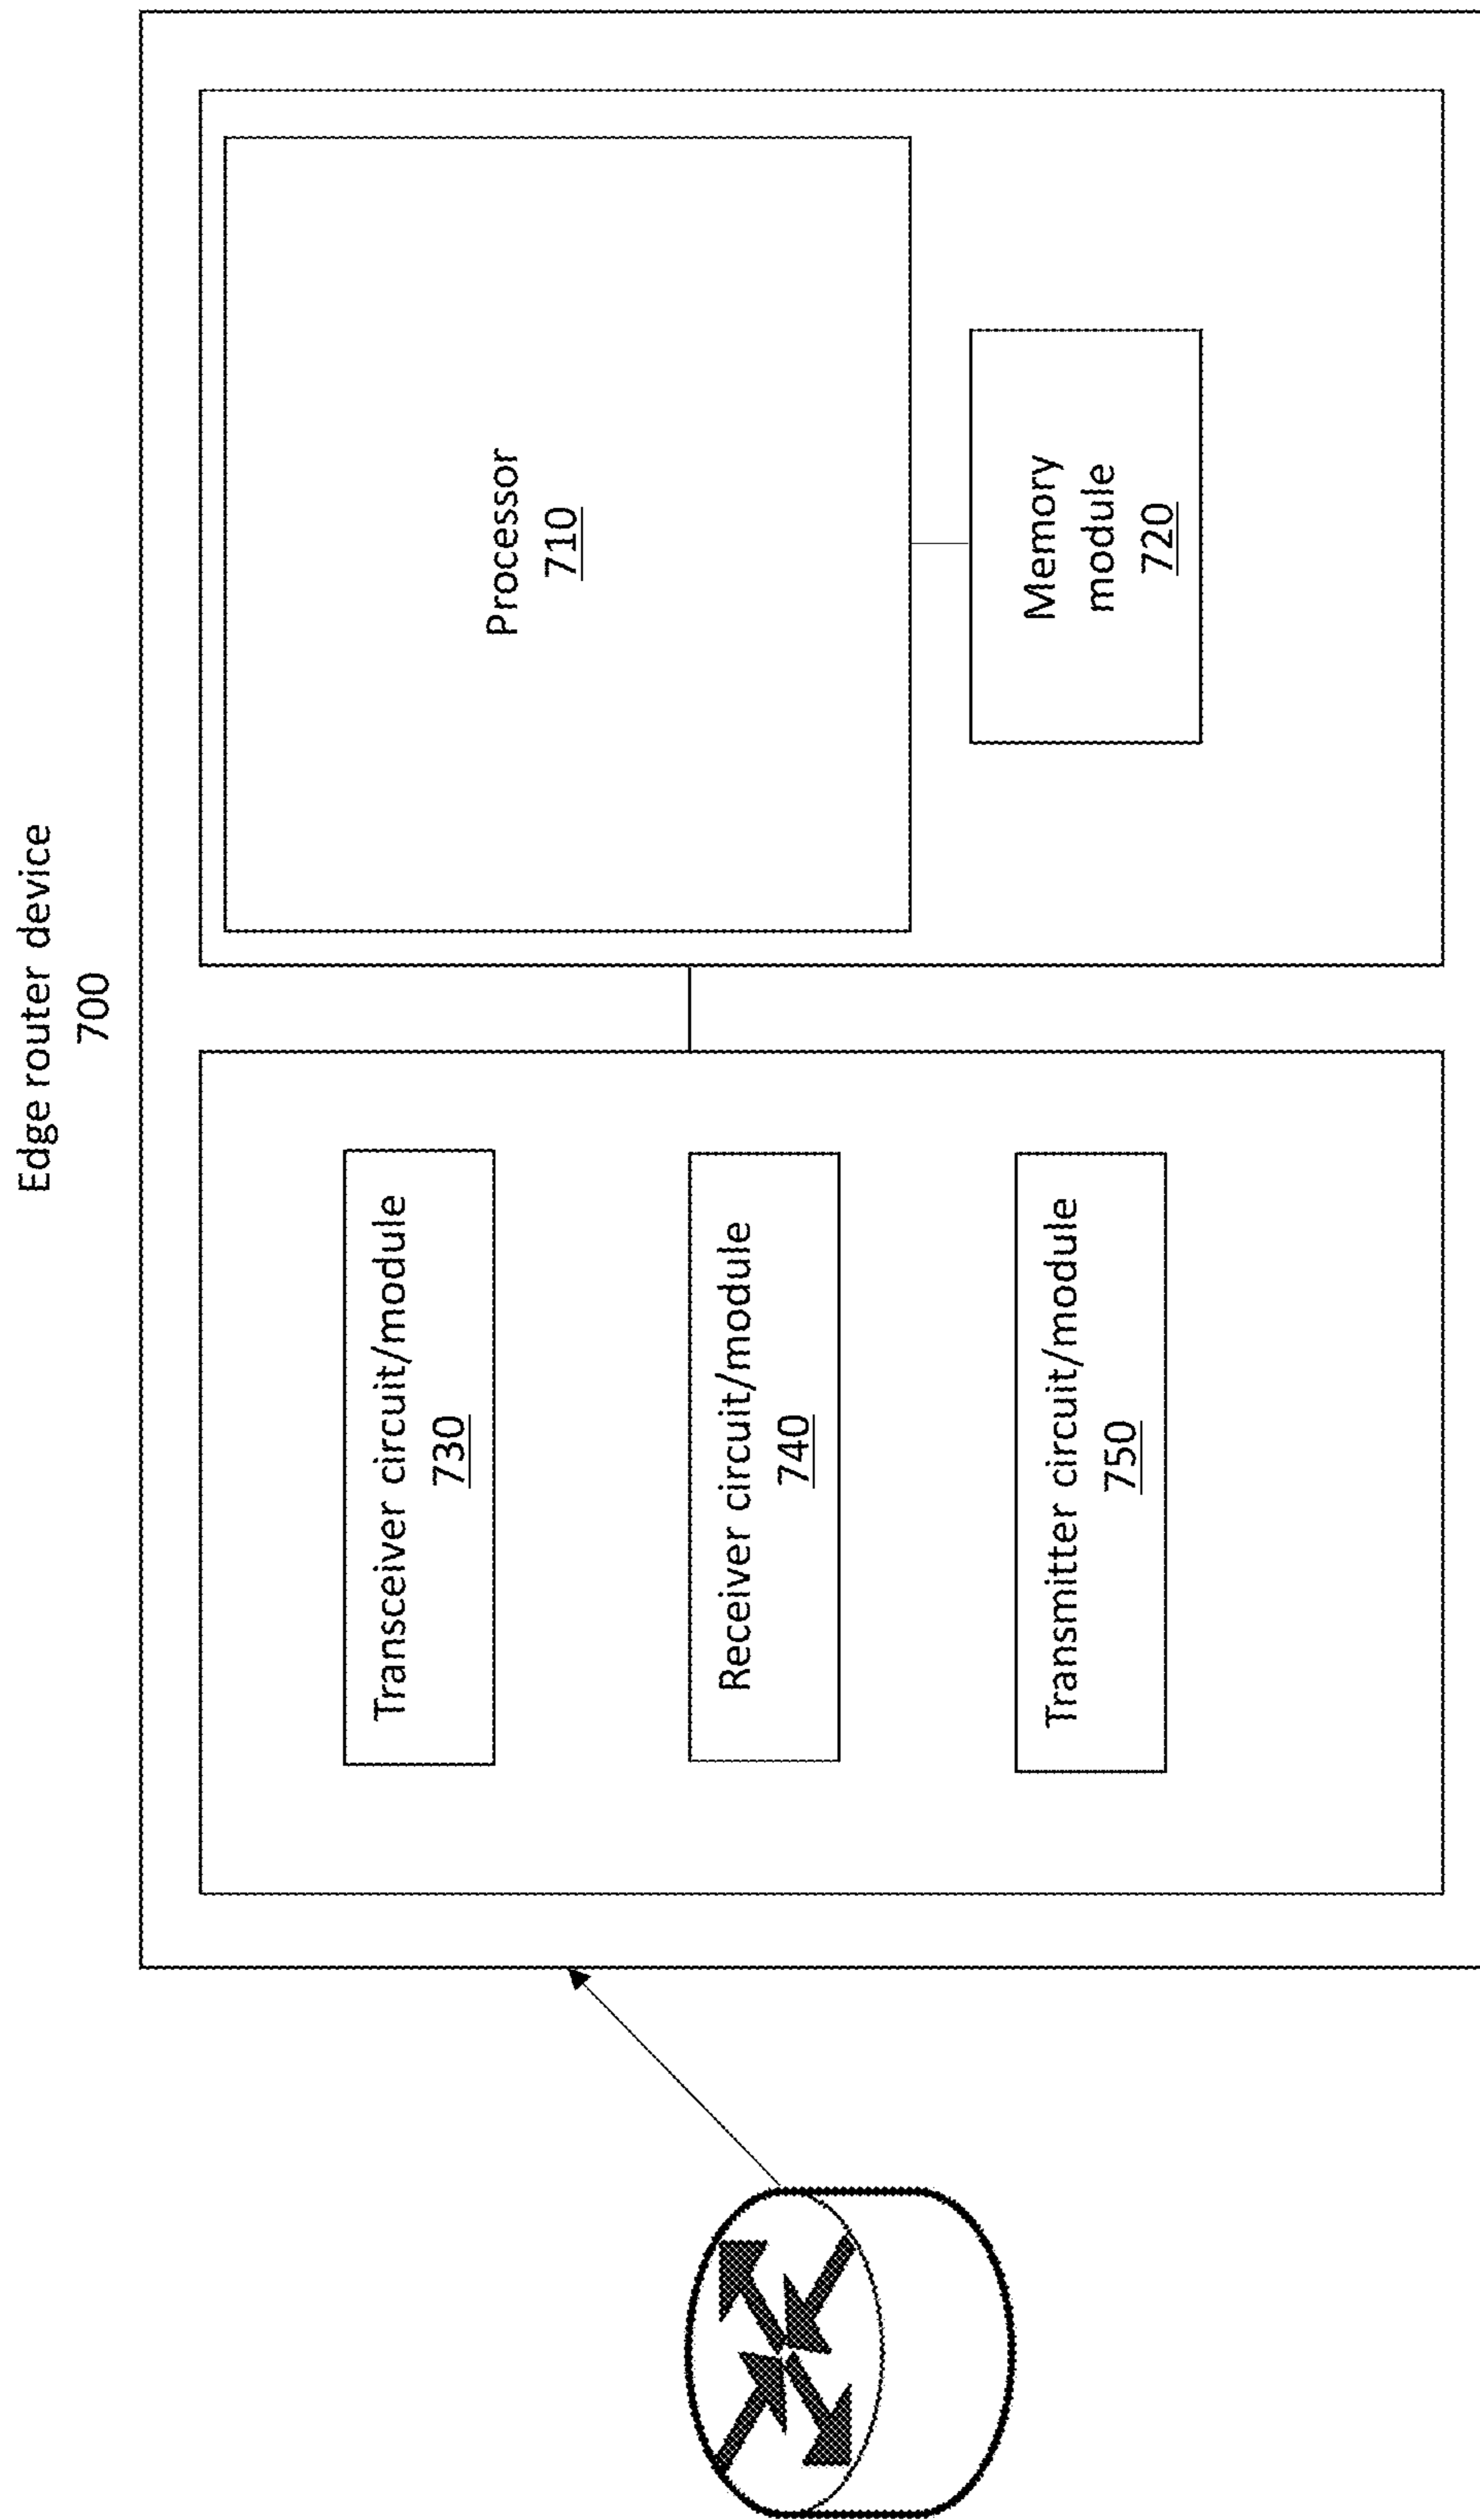 Edge router device
700
Transceiver circuit/module
730
Receiver circuit/module
740
Transmitter circuit/module
750
Processor
710
Memory
module
720